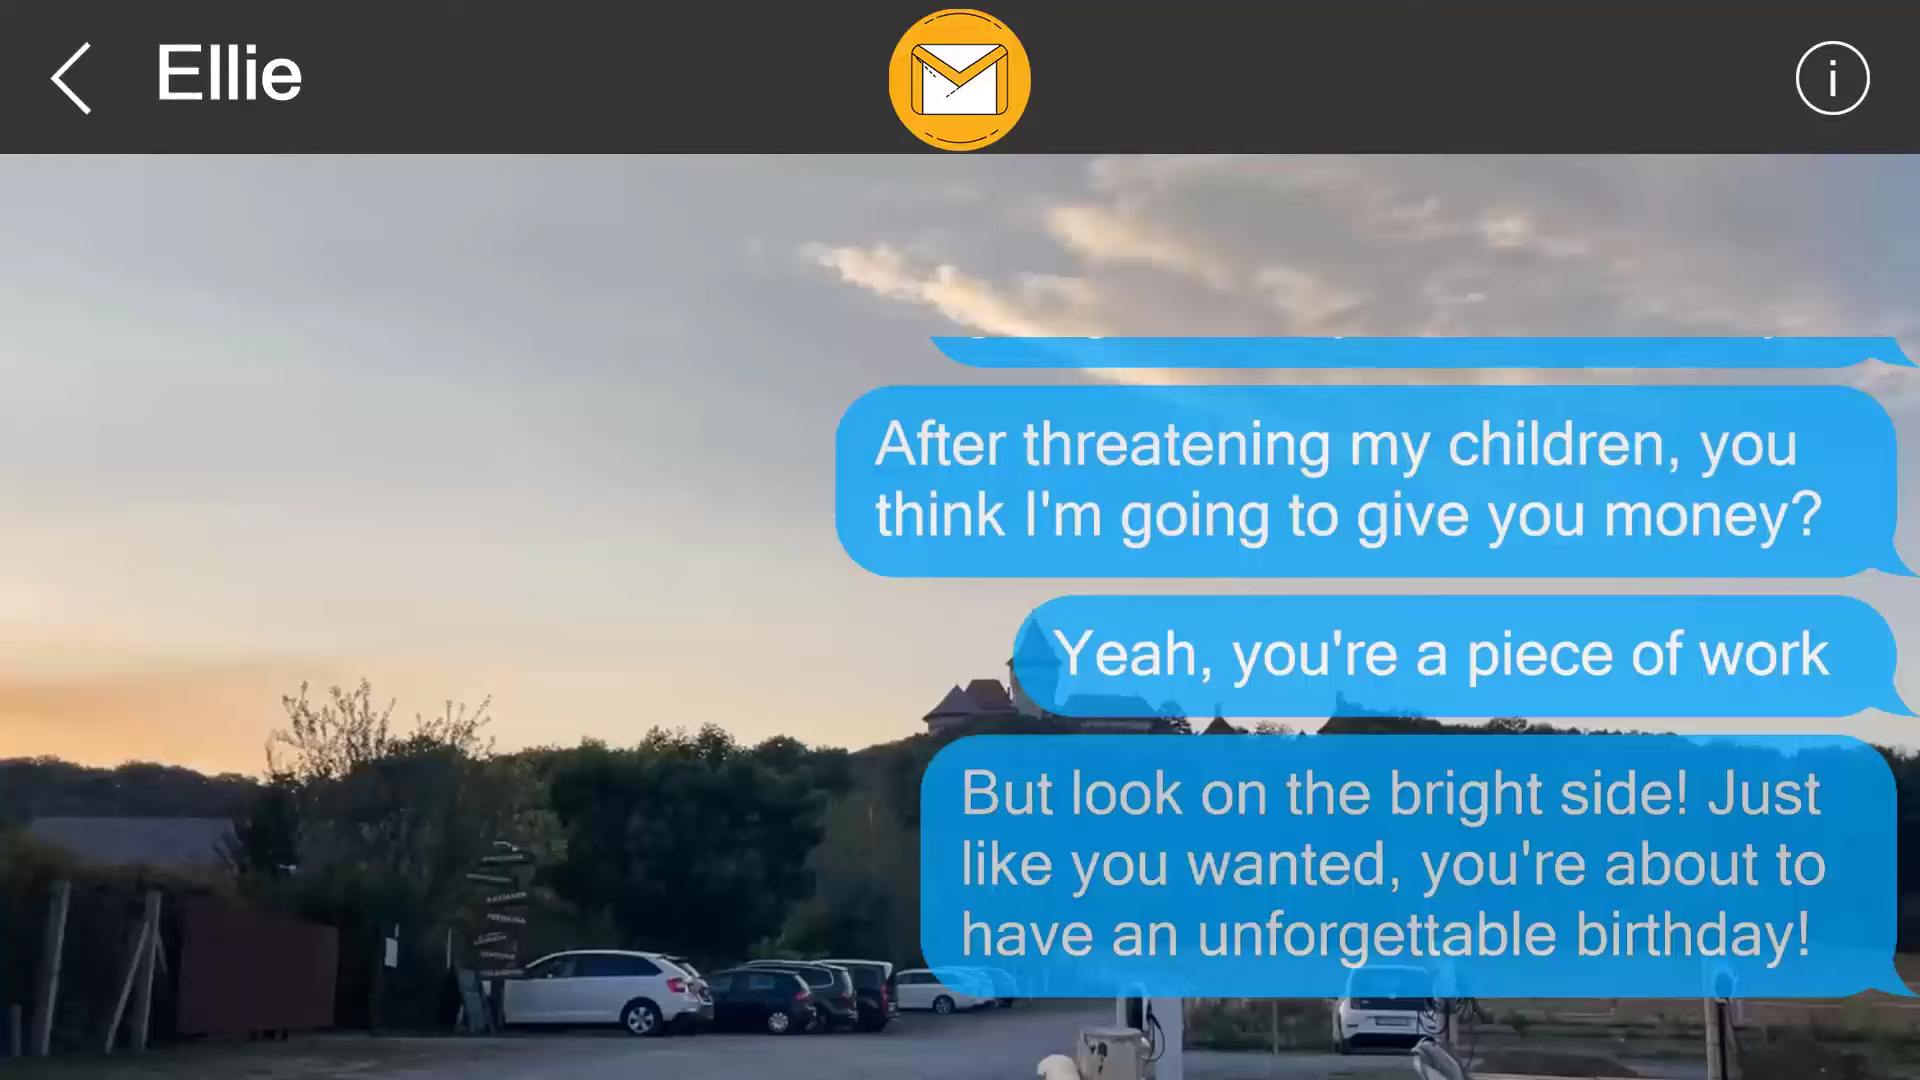 Ellie
After threatening my children, you
think I'm going to give you money?
Yeah, you're a piece of work
But look on the bright side! Just
like you wanted, you're about to
have an unforgettable birthday!